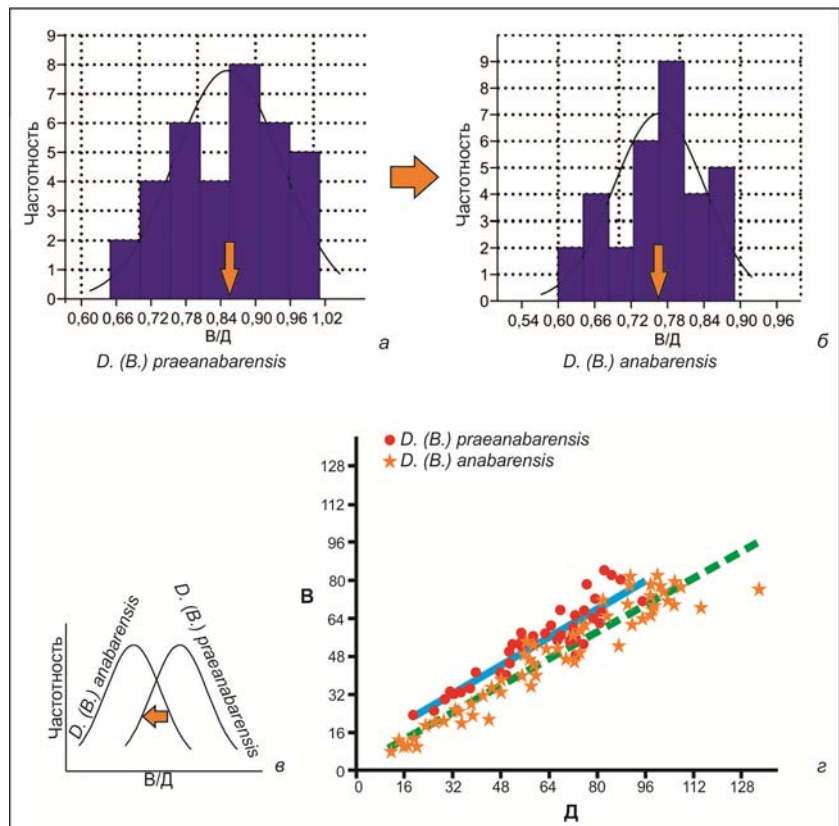 Частотность
9
8
7
6
5
4
3
2
1
0
0,60 0,66 0,72 0,78 0,84 0,90 0,96 1,02
В/Д
а
D. (B.) praeanabarensis
Частотность
9
8
7
6
5
4
3
2
1
0
0,54 0,60 0,66 0,72 0,78 0,84 0,90 0,96
В/Д
б
D. (B.) anabarensis
Частотность
D. (B.) anabarensis
D. (B.) praeanabarensis
В/Д
в
D. (B.) praeanabarensis
D. (B.) anabarensis
В
128
112
96
80
64
48
32
16
0
0 16 32 48 64 80 96 112 128
Д
г